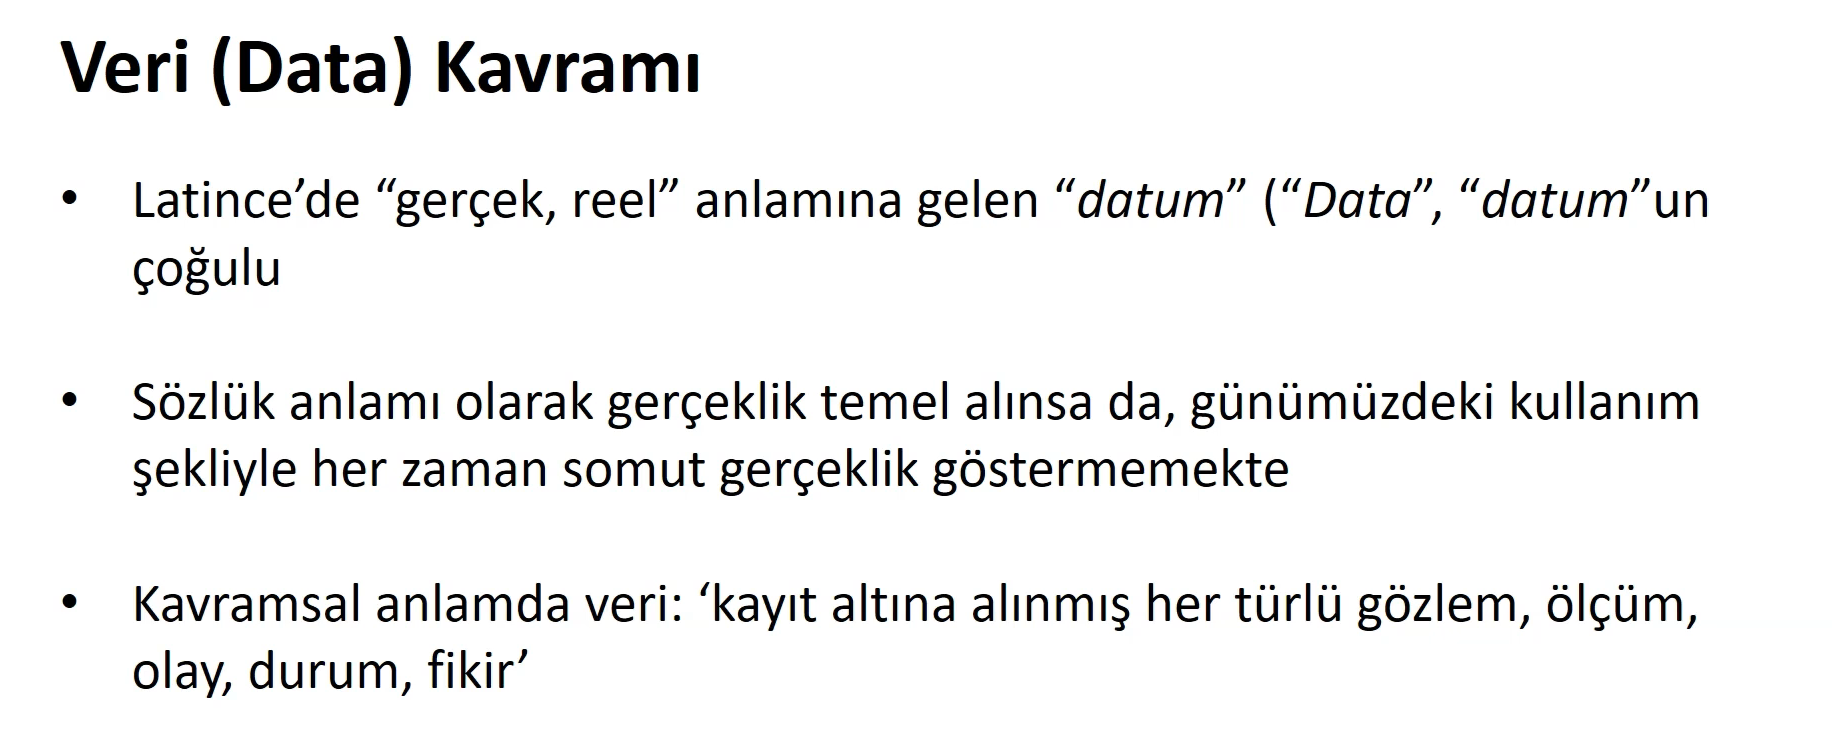 Veri (Data) Kavramı
• Latince’de “gerçek, reel” anlamına gelen “datum” (“Data”, “datum”un
çoğulu
• Sözlük anlamı olarak gerçeklik temel alınsa da, günümüzdeki kullanım
şekliyle her zaman somut gerçeklik göstermemekte
• Kavramsal anlamda veri: ‘kayıt altına alınmış her türlü gözlem, ölçüm,
olay, durum, fikir’